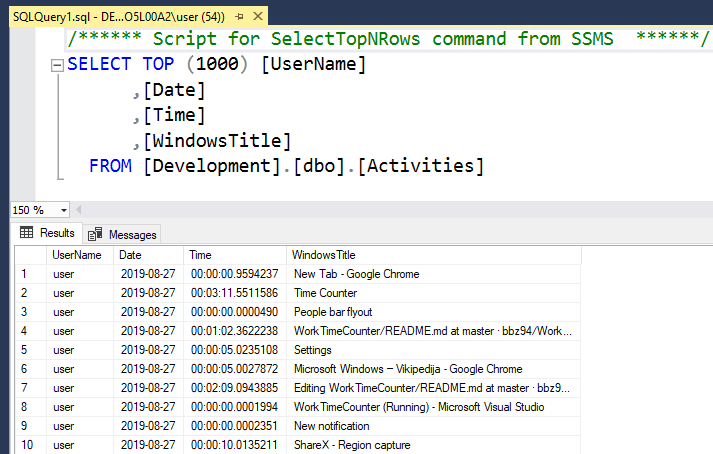 SQLQuery1.sql - DE...O5L00A2\user (54))
/****** Script for SelectTopNRows command from SSMS  ******/
SELECT TOP (1000) [UserName]
,[Date]
,[Time]
,[WindowsTitle]
FROM [Development].[dbo].[Activities]
150 %
Results Messages
UserName Date Time WindowsTitle
1 user 2019-08-27 00:00:00.9594237 New Tab - Google Chrome
2 user 2019-08-27 00:03:11.5511586 Time Counter
3 user 2019-08-27 00:00:00.0000490 People bar flyout
4 user 2019-08-27 00:01:02.3622238 WorkTimeCounter/README.md at master · bbz94/Work...
5 user 2019-08-27 00:00:05.0235108 Settings
6 user 2019-08-27 00:00:05.0027872 Microsoft Windows – Vikipedija - Google Chrome
7 user 2019-08-27 00:02:09.0943885 Editing WorkTimeCounter/README.md at master · bbz9...
8 user 2019-08-27 00:00:00.0001994 WorkTimeCounter (Running) - Microsoft Visual Studio
9 user 2019-08-27 00:00:00.0002351 New notification
10 user 2019-08-27 00:00:10.0135211 ShareX - Region capture